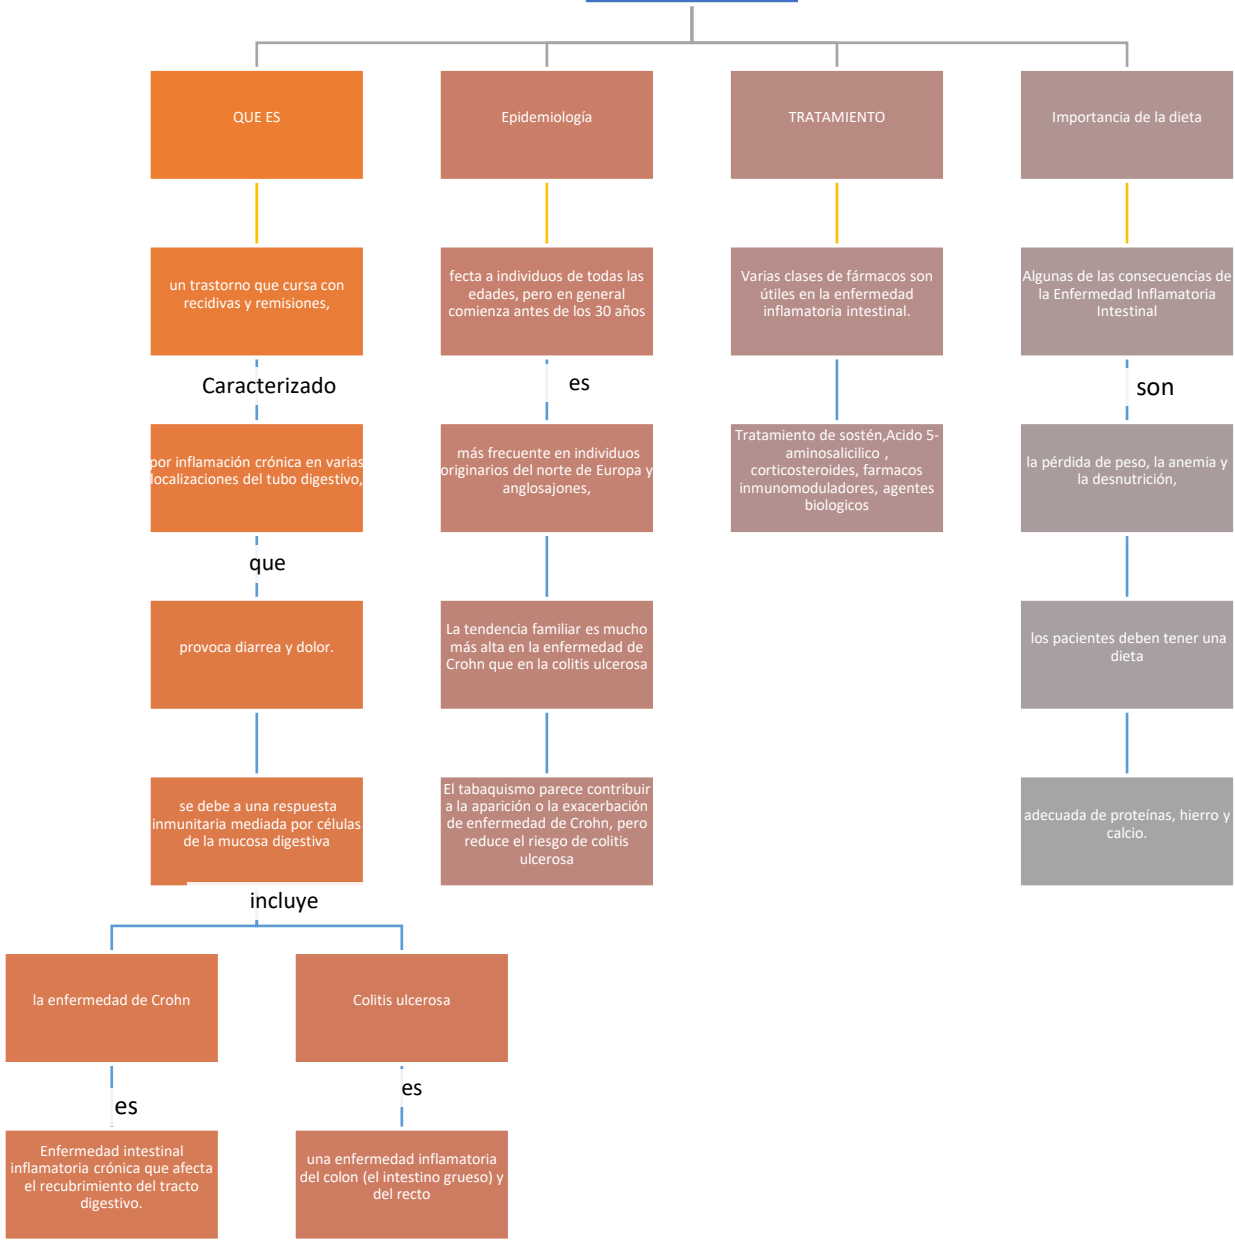 QUE ES
Epidemiología
TRATAMIENTO
Importancia de la dieta
un trastorno que cursa con
recidivas y remisiones,
fecta a individuos de todas las
edades, pero en general
comienza antes de los 30 años
Varias clases de fármacos son
útiles en la enfermedad
inflamatoria intestinal.
Algunas de las consecuencias de
la Enfermedad Inflamatoria
Intestinal
Caracterizado
es
son
por inflamación crónica en varias
localizaciones del tubo digestivo,
más frecuente en individuos
originarios del norte de Europa y
anglosajones,
Tratamiento de sostén,Acido 5-
aminosalicilico ,
corticosteroides, farmacos
inmunomoduladores, agentes
biologicos
la pérdida de peso, la anemia y
la desnutrición,
que
provoca diarrea y dolor.
La tendencia familiar es mucho
más alta en la enfermedad de
Crohn que en la colitis ulcerosa
los pacientes deben tener una
dieta
se debe a una respuesta
inmunitaria mediada por células
de la mucosa digestiva
El tabaquismo parece contribuir
a la aparición o la exacerbación
de enfermedad de Crohn, pero
reduce el riesgo de colitis
ulcerosa
adecuada de proteínas, hierro y
calcio.
incluye
la enfermedad de Crohn
Colitis ulcerosa
es
es
Enfermedad intestinal
inflamatoria crónica que afecta
el recubrimiento del tracto
digestivo.
una enfermedad inflamatoria
del colon (el intestino grueso) y
del recto